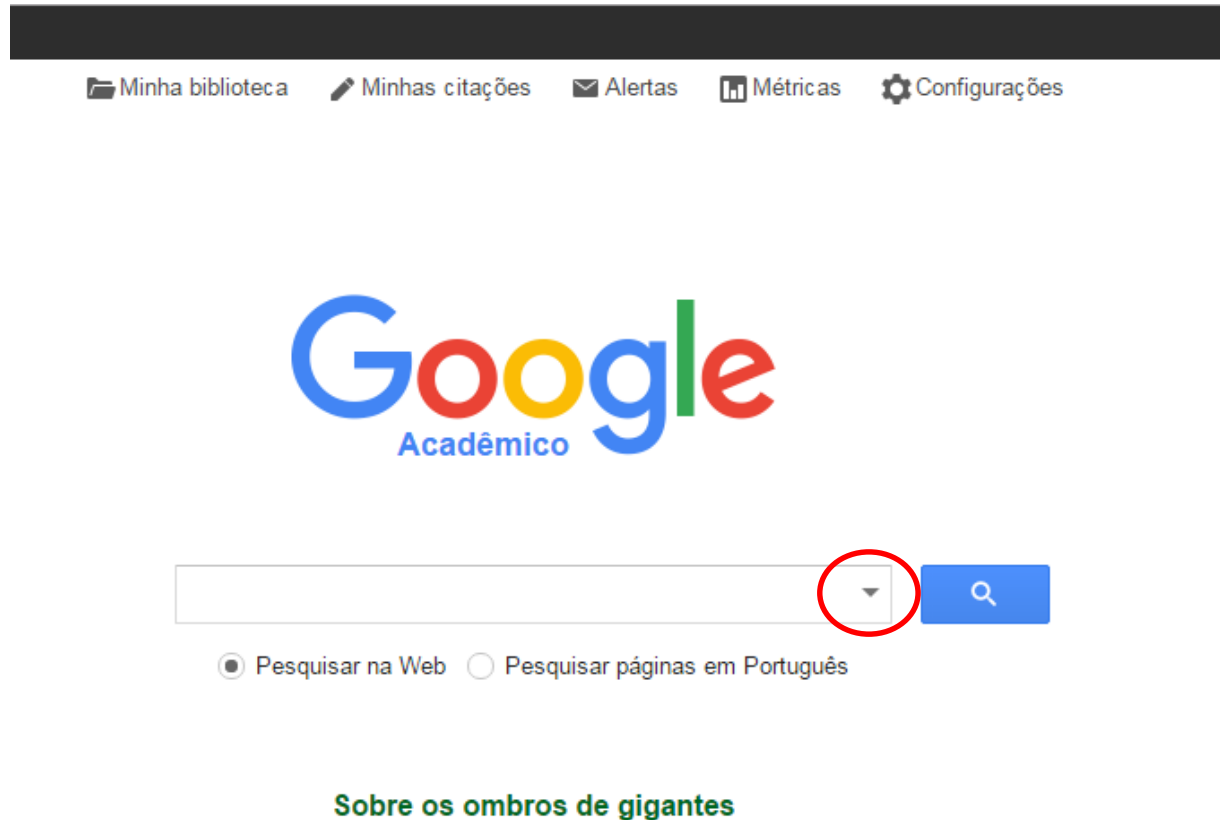 Minha biblioteca Minhas citações Alertas Métricas Configurações
Google
Acadêmico
Pesquisar na Web Pesquisar páginas em Português
Sobre os ombros de gigantes